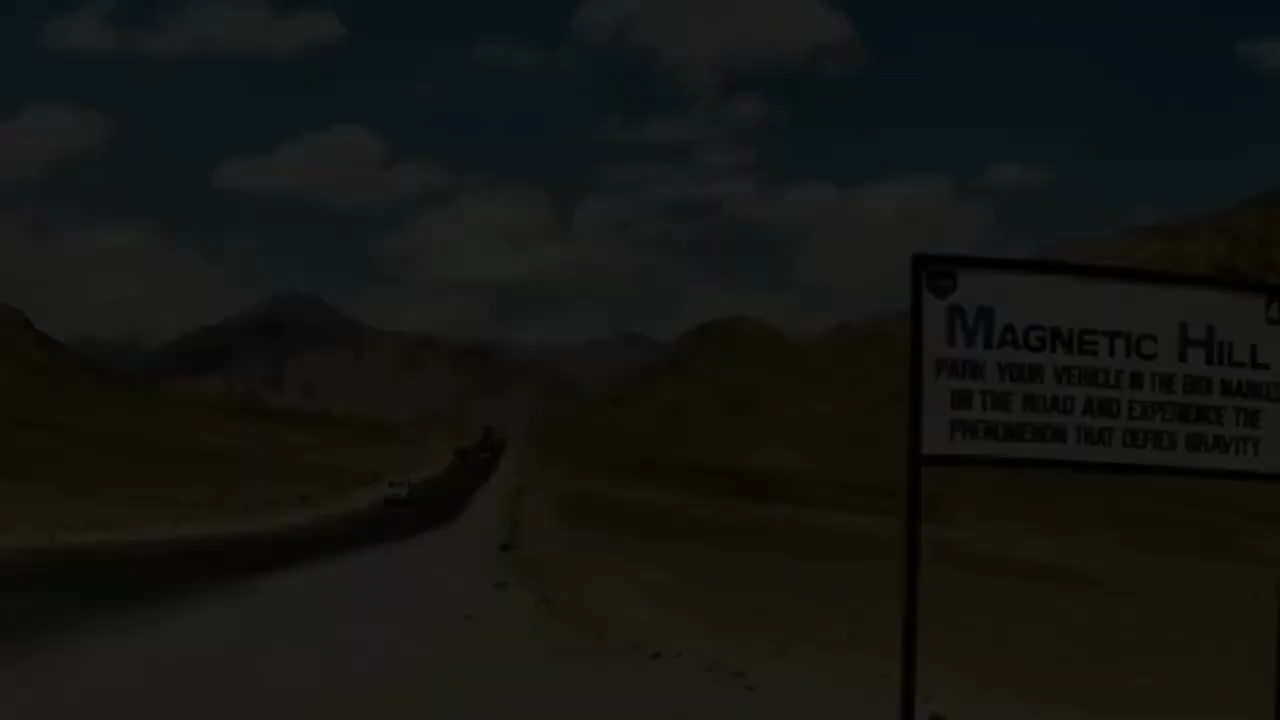 MAGNETIC HILL
PARK YOUR VEHICLE IN THE BOX MARKED
ON THE ROAD AND EXPERIENCE THE
PHENOMENON THAT DEFIES GRAVITY